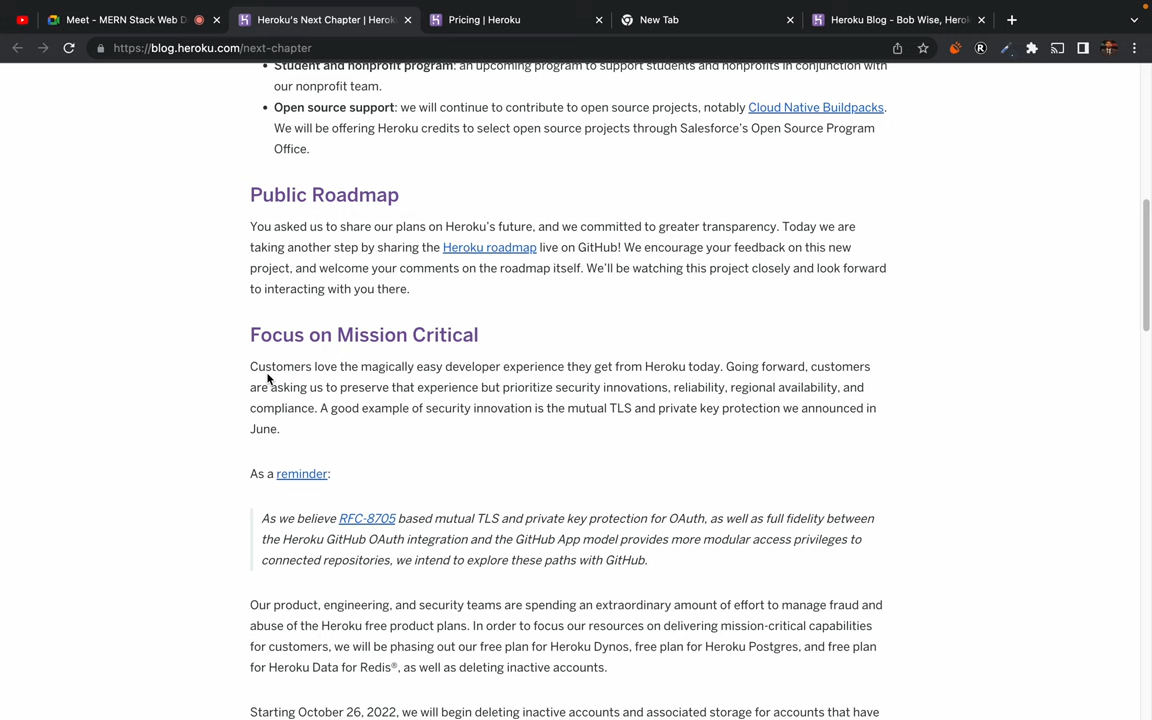 Meet - MERN Stack Web D
Heroku's Next Chapter | Heroku
Pricing | Heroku
New Tab
Heroku Blog - Bob Wise, Heroku
https://blog.heroku.com/next-chapter
Student and nonprofit program: an upcoming program to support students and nonprofits in conjunction with
our nonprofit team.
Open source support: we will continue to contribute to open source projects, notably Cloud Native Buildpacks.
We will be offering Heroku credits to select open source projects through Salesforce's Open Source Program
Office.
Public Roadmap
You asked us to share our plans on Heroku's future, and we committed to greater transparency. Today we are
taking another step by sharing the Heroku roadmap live on GitHub! We encourage your feedback on this new
project, and welcome your comments on the roadmap itself. We'll be watching this project closely and look forward
to interacting with you there.
Focus on Mission Critical
Customers love the magically easy developer experience they get from Heroku today. Going forward, customers
are asking us to preserve that experience but prioritize security innovations, reliability, regional availability, and
compliance. A good example of security innovation is the mutual TLS and private key protection we announced in
June.
As a reminder:
As we believe RFC-8705 based mutual TLS and private key protection for OAuth, as well as full fidelity between
the Heroku GitHub OAuth integration and the GitHub App model provides more modular access privileges to
connected repositories, we intend to explore these paths with GitHub.
Our product, engineering, and security teams are spending an extraordinary amount of effort to manage fraud and
abuse of the Heroku free product plans. In order to focus our resources on delivering mission-critical capabilities
for customers, we will be phasing out our free plan for Heroku Dynos, free plan for Heroku Postgres, and free plan
for Heroku Data for Redis®, as well as deleting inactive accounts.
Starting October 26, 2022, we will begin deleting inactive accounts and associated storage for accounts that have